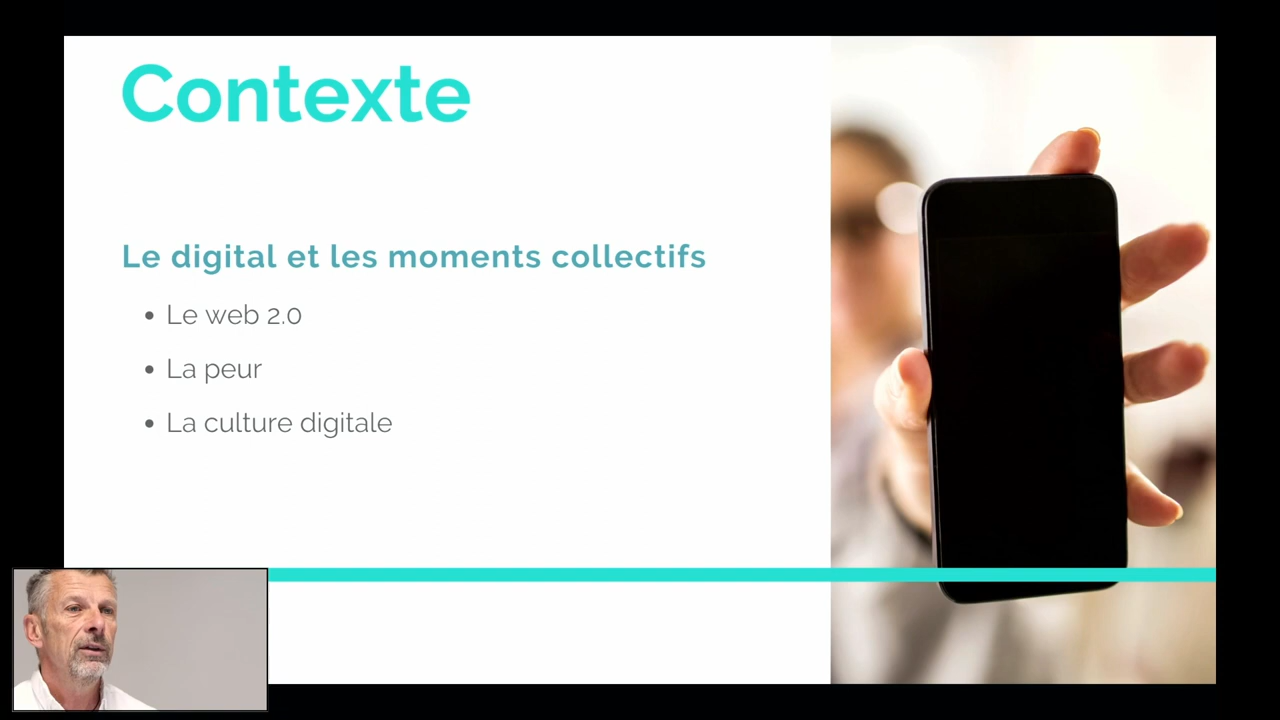 Contexte
Le digital et les moments collectifs
• Le web 2.0
• La peur
• La culture digitale